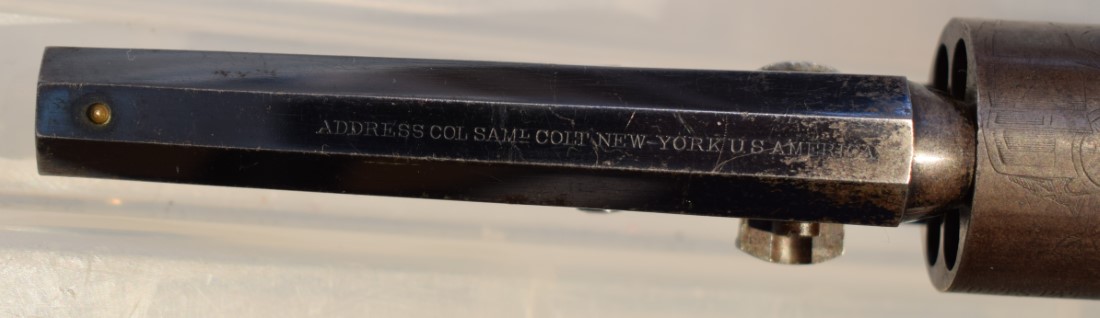 ADDRESS COL SAML COLT NEW-YORK U S AMERICA